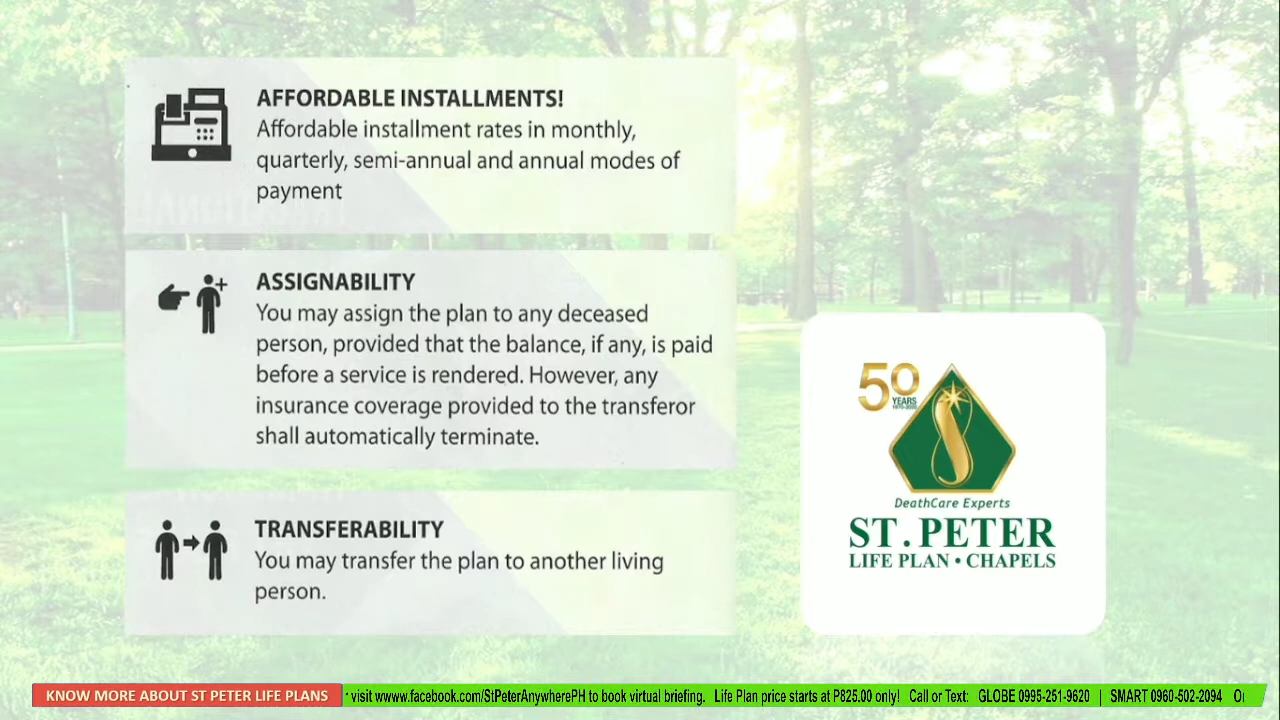 AFFORDABLE INSTALLMENTS!
Affordable installment rates in monthly,
quarterly, semi-annual and annual modes of
payment
ASSIGNABILITY
You may assign the plan to any deceased
person, provided that the balance, if any, is paid
before a service is rendered. However, any
insurance coverage provided to the transferor
shall automatically terminate.
TRANSFERABILITY
You may transfer the plan to another living
person.
50
YEARS
DeathCare Experts
ST. PETER
LIFE PLAN • CHAPELS
KNOW MORE ABOUT ST PETER LIFE PLANS
visit wwww.facebook.com/StPeterAnywherePH to book virtual briefing. Life Plan price starts at P825.00 only! Call or Text: GLOBE 0995-251-9620 | SMART 0960-502-2094